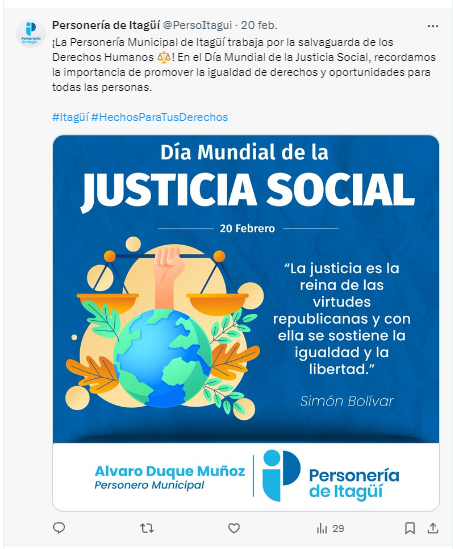 Personería de Itagüí @PersoItagui · 20 feb.
¡La Personería Municipal de Itagüí trabaja por la salvaguarda de los
Derechos Humanos ⚖️! En el Día Mundial de la Justicia Social, recordamos
la importancia de promover la igualdad de derechos y oportunidades para
todas las personas.
#Itagüí #HechosParaTusDerechos
Día Mundial de la
JUSTICIA SOCIAL
20 Febrero
“La justicia es la
reina de las
virtudes
republicanas y con
ella se sostiene la
igualdad y la
libertad.”
Simón Bolívar
Alvaro Duque Muñoz
Personero Municipal
Personería
de Itagüí
29